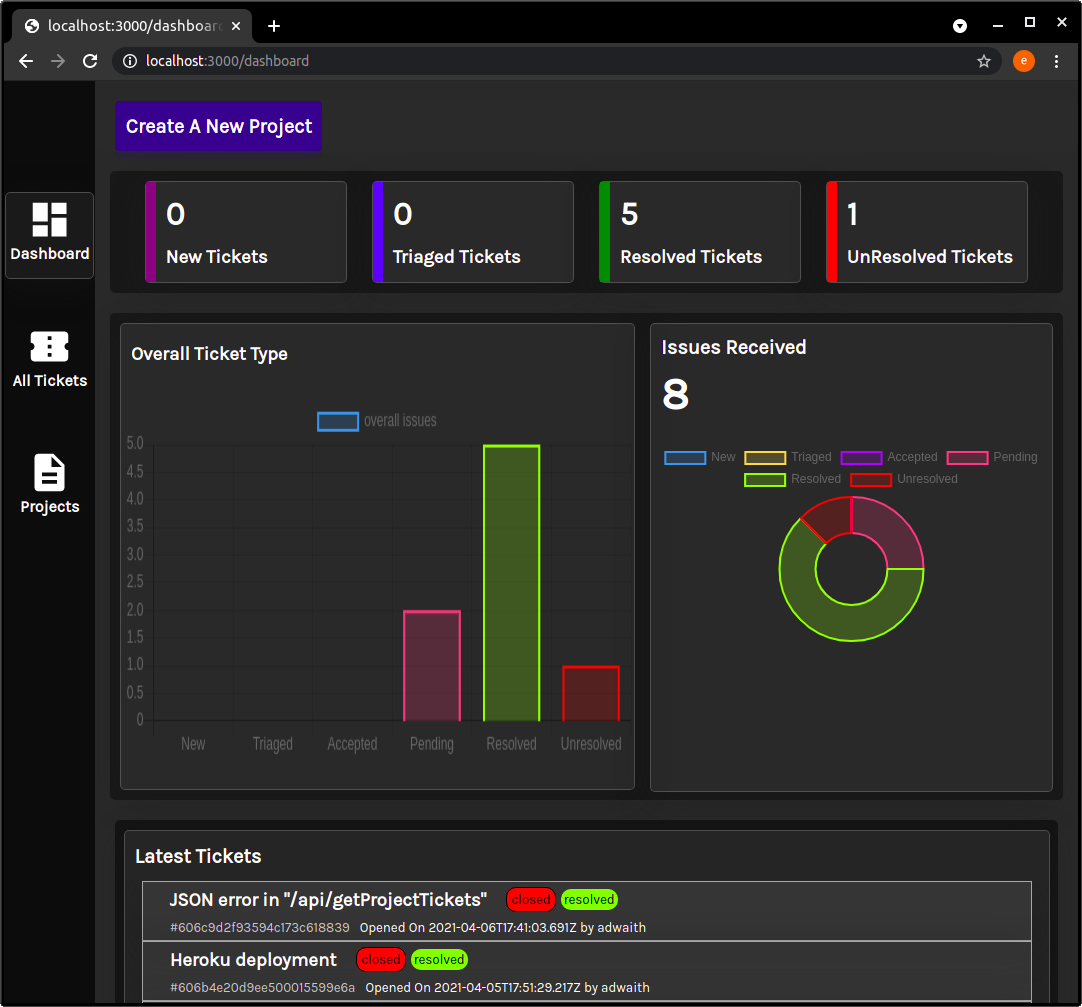 localhost:3000/dashboar
localhost:3000/dashboard
e
Create A New Project
0
New Tickets
0
Triaged Tickets
5
Resolved Tickets
1
UnResolved Tickets
Dashboard
All Tickets
Projects
Overall Ticket Type
overall issues
5.0
4.5
4.0
3.5
3.0
2.5
2.0
1.5
1.0
0.5
0
New Triaged Accepted Pending Resolved Unresolved
Issues Received
8
New Triaged Accepted Pending
Resolved Unresolved
Latest Tickets
JSON error in "/api/getProjectTickets" closed resolved
#606c9d2f93594c173c618839 Opened On 2021-04-06T17:41:03.691Z by adwaith
Heroku deployment closed resolved
#606b4e20d9ee500015599e6a Opened On 2021-04-05T17:51:29.217Z by adwaith